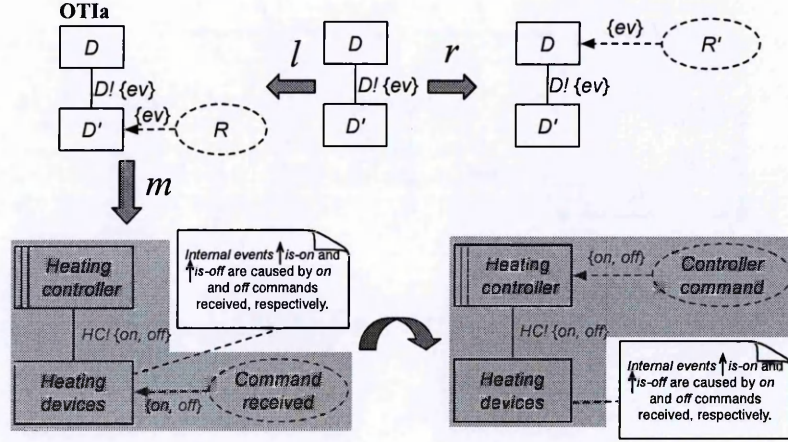 OTIa
D
D! {ev}
D'
{ev}
R
l
D
D! {ev}
D'
r
D
{ev}
R'
D! {ev}
D'
m
Heating
controller
HC! {on, off}
Heating
devices
{on, off}
Command
received
Internal events ↑is-on and
↑is-off are caused by on
and off commands
received, respectively.
Heating
controller
{on, off}
Controller
command
HC! {on, off}
Heating
devices
Internal events ↑is-on and
↑is-off are caused by on
and off commands
received, respectively.